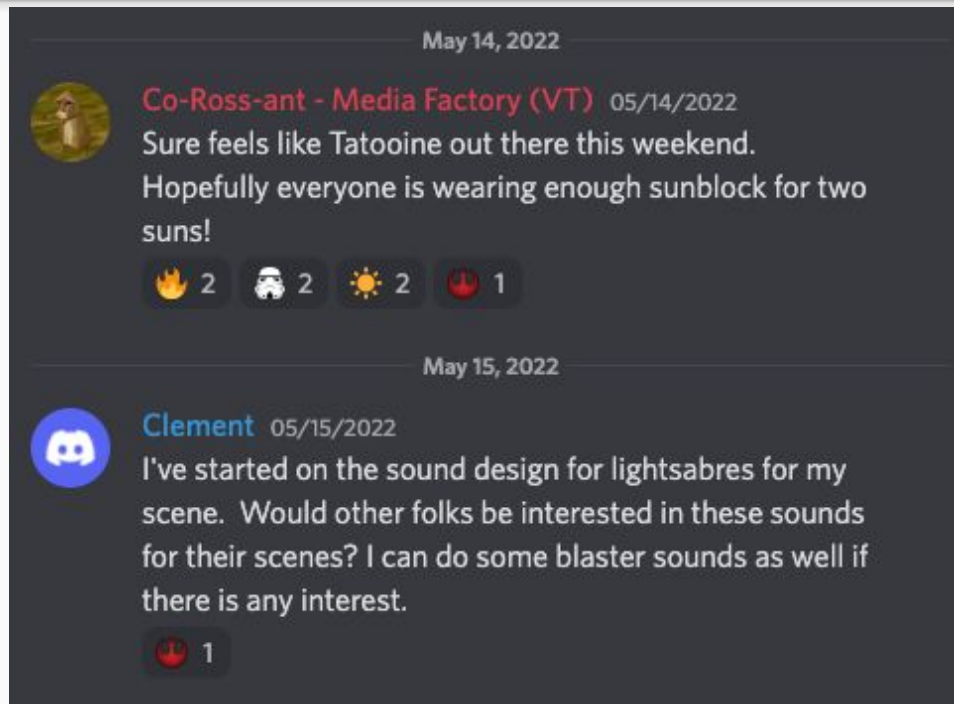 May 14, 2022
Co-Ross-ant - Media Factory (VT) 05/14/2022
Sure feels like Tatooine out there this weekend.
Hopefully everyone is wearing enough sunblock for two
suns!
2 2 2 1
May 15, 2022
Clement 05/15/2022
I've started on the sound design for lightsabres for my
scene.  Would other folks be interested in these sounds
for their scenes? I can do some blaster sounds as well if
there is any interest.
1